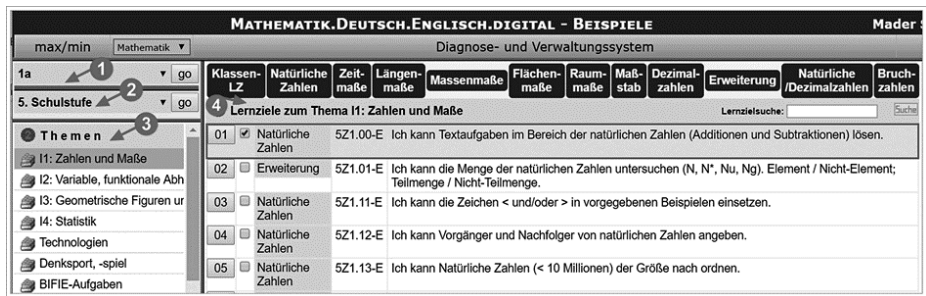 MATHEMATIK.DEUTSCH.ENGLISCH.DIGITAL - BEISPIELE
Mader
max/min Mathematik ▼
Diagnose- und Verwaltungssystem
1a ▼ go
1
5. Schulstufe ▼ go
2
Themen
3
I1: Zahlen und Maße
I2: Variable, funktionale Abh
I3: Geometrische Figuren ur
I4: Statistik
Technologien
Denksport, -spiel
BIFIE-Aufgaben
Klassen-LZ Natürliche Zahlen Zeit-maße Längen-maße Massenmaße Flächen-maße Raum-maße Maß-stab Dezimal-zahlen Erweiterung Natürliche /Dezimalzahlen Bruch-zahlen
4 Lernziele zum Thema I1: Zahlen und Maße Lernzielsuche: Suche
01 Natürliche Zahlen 5Z1.00-E Ich kann Textaufgaben im Bereich der natürlichen Zahlen (Additionen und Subtraktionen) lösen.
02 Erweiterung 5Z1.01-E Ich kann die Menge der natürlichen Zahlen untersuchen (N, N*, Nu, Ng). Element / Nicht-Element;
Teilmenge / Nicht-Teilmenge.
03 Natürliche Zahlen 5Z1.11-E Ich kann die Zeichen < und/oder > in vorgegebenen Beispielen einsetzen.
04 Natürliche Zahlen 5Z1.12-E Ich kann Vorgänger und Nachfolger von natürlichen Zahlen angeben.
05 Natürliche Zahlen 5Z1.13-E Ich kann Natürliche Zahlen (< 10 Millionen) der Größe nach ordnen.